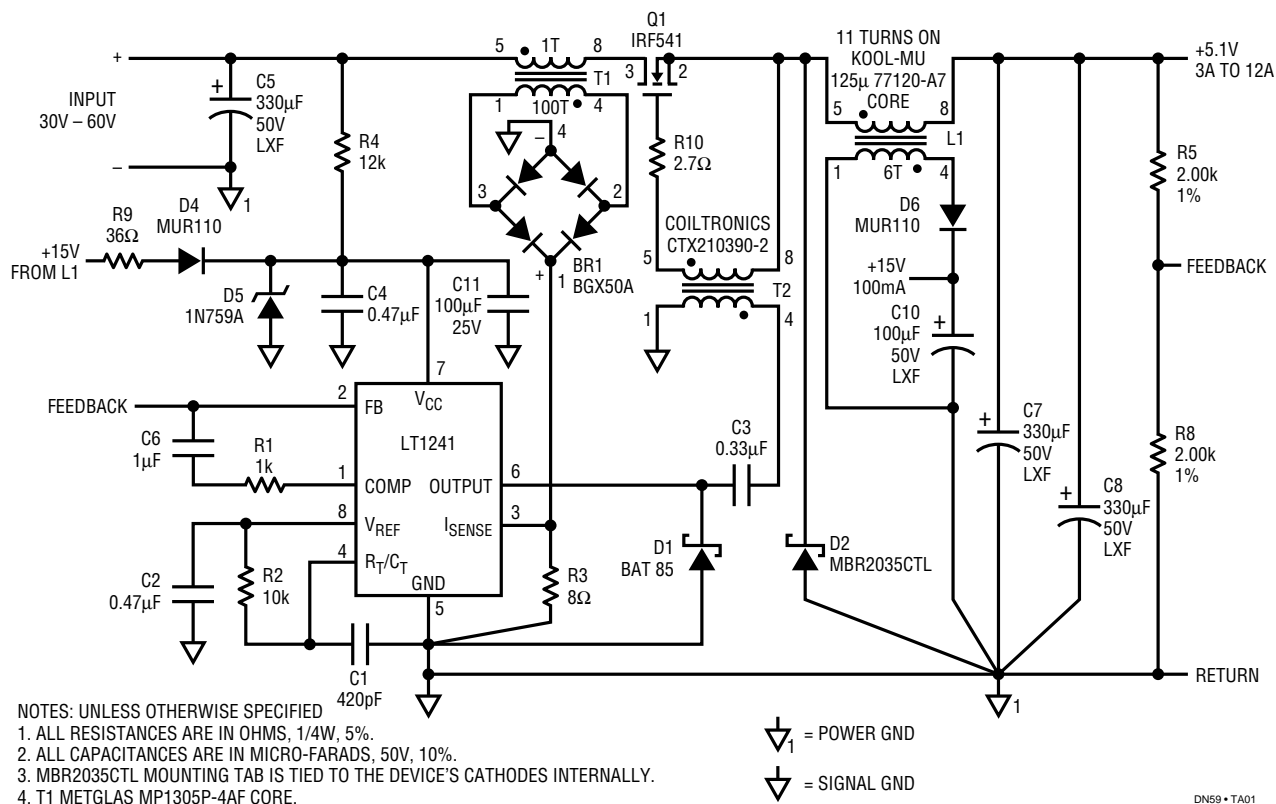 Q1
IRF541
5
1T
8
3
2
T1
1
100T
4
11 TURNS ON
KOOL-Mµ
125µ 77120-A7
CORE
5
8
L1
1
6T
4
+5.1V
3A TO 12A
+
INPUT
30V – 60V
–
+
C5
330µF
50V
LXF
1
R4
12k
R10
2.7Ω
R5
2.00k
1%
4
–
3
2
+
1
BR1
BGX50A
R9
36Ω
D4
MUR110
+15V
FROM L1
D5
1N759A
C4
0.47µF
C11
100µF
25V
COILTRONICS
CTX210390-2
5
8
T2
1
4
D6
MUR110
+15V
100mA
+
C10
100µF
50V
LXF
FEEDBACK
FEEDBACK
2
FB
7
VCC
LT1241
C6
1µF
R1
1k
1
COMP
OUTPUT
6
C3
0.33µF
8
VREF
ISENSE
3
4
RT/CT
GND
5
C2
0.47µF
R2
10k
C1
420pF
R3
8Ω
D1
BAT 85
D2
MBR2035CTL
+
C7
330µF
50V
LXF
+
C8
330µF
50V
LXF
R8
2.00k
1%
RETURN
1
NOTES: UNLESS OTHERWISE SPECIFIED
1. ALL RESISTANCES ARE IN OHMS, 1/4W, 5%.
2. ALL CAPACITANCES ARE IN MICRO-FARADS, 50V, 10%.
3. MBR2035CTL MOUNTING TAB IS TIED TO THE DEVICE'S CATHODES INTERNALLY.
4. T1 METGLAS MP1305P-4AF CORE.
1 = POWER GND
= SIGNAL GND
DN59 • TA01